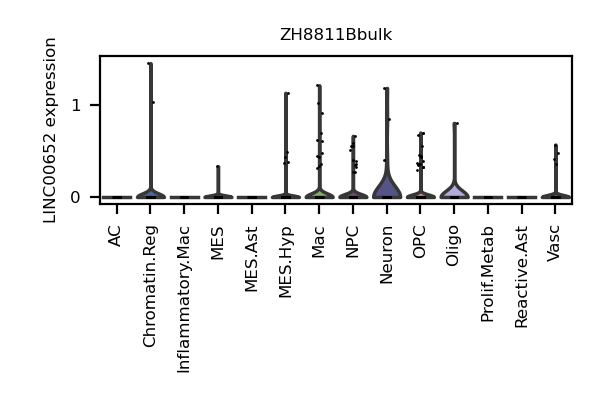 ZH8811Bbulk
LINC00652 expression
1
0
AC
Chromatin.Reg
Inflammatory.Mac
MES
MES.Ast
MES.Hyp
Mac
NPC
Neuron
OPC
Oligo
Prolif.Metab
Reactive.Ast
Vasc